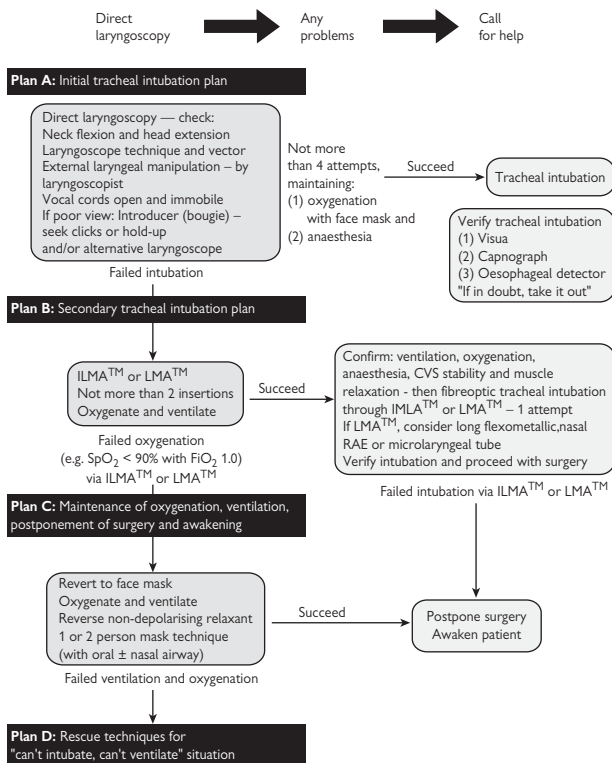 Direct
laryngoscopy
Any
problems
Call
for help
Plan A: Initial tracheal intubation plan
Direct laryngoscopy — check:
Neck flexion and head extension
Laryngoscope technique and vector
External laryngeal manipulation – by
laryngoscopist
Vocal cords open and immobile
If poor view: Introducer (bougie) –
seek clicks or hold-up
and/or alternative laryngoscope
Not more
than 4 attempts,
maintaining:
(1) oxygenation
with face mask and
(2) anaesthesia
Succeed
Tracheal intubation
Verify tracheal intubation
(1) Visua
(2) Capnograph
(3) Oesophageal detector
"If in doubt, take it out"
Failed intubation
Plan B: Secondary tracheal intubation plan
ILMA™ or LMA™
Not more than 2 insertions
Oxygenate and ventilate
Succeed
Confirm: ventilation, oxygenation,
anaesthesia, CVS stability and muscle
relaxation - then fibreoptic tracheal intubation
through IMLA™ or LMA™ – 1 attempt
If LMA™, consider long flexometallic,nasal
RAE or microlaryngeal tube
Verify intubation and proceed with surgery
Failed oxygenation
(e.g. SpO₂ < 90% with FiO₂ 1.0)
via ILMA™ or LMA™
Failed intubation via ILMA™ or LMA™
Plan C: Maintenance of oxygenation, ventilation,
postponement of surgery and awakening
Revert to face mask
Oxygenate and ventilate
Reverse non-depolarising relaxant
1 or 2 person mask technique
(with oral ± nasal airway)
Succeed
Postpone surgery
Awaken patient
Failed ventilation and oxygenation
Plan D: Rescue techniques for
"can't intubate, can't ventilate" situation